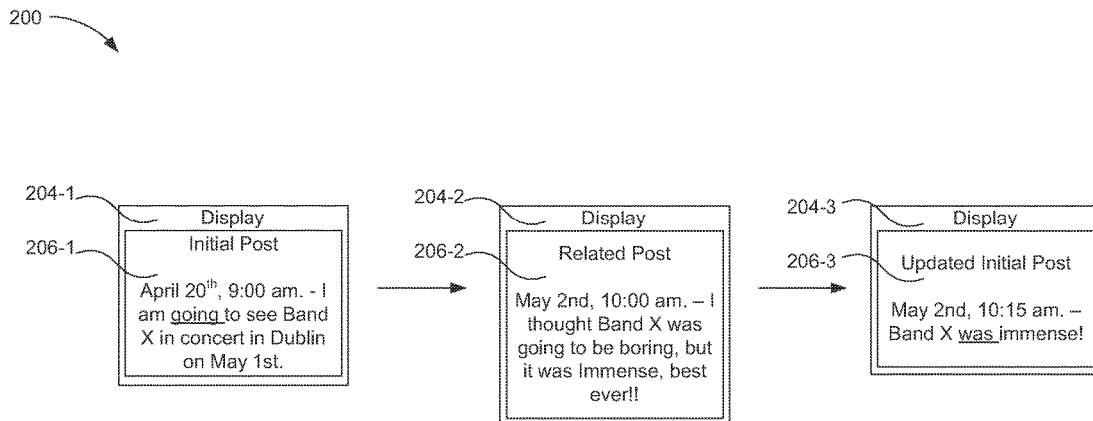 200
204-1
Display
206-1
Initial Post
April 20th, 9:00 am. - I
am going to see Band
X in concert in Dublin
on May 1st.
204-2
Display
206-2
Related Post
May 2nd, 10:00 am. – I
thought Band X was
going to be boring, but
it was Immense, best
ever!!
204-3
Display
206-3
Updated Initial Post
May 2nd, 10:15 am. –
Band X was immense!